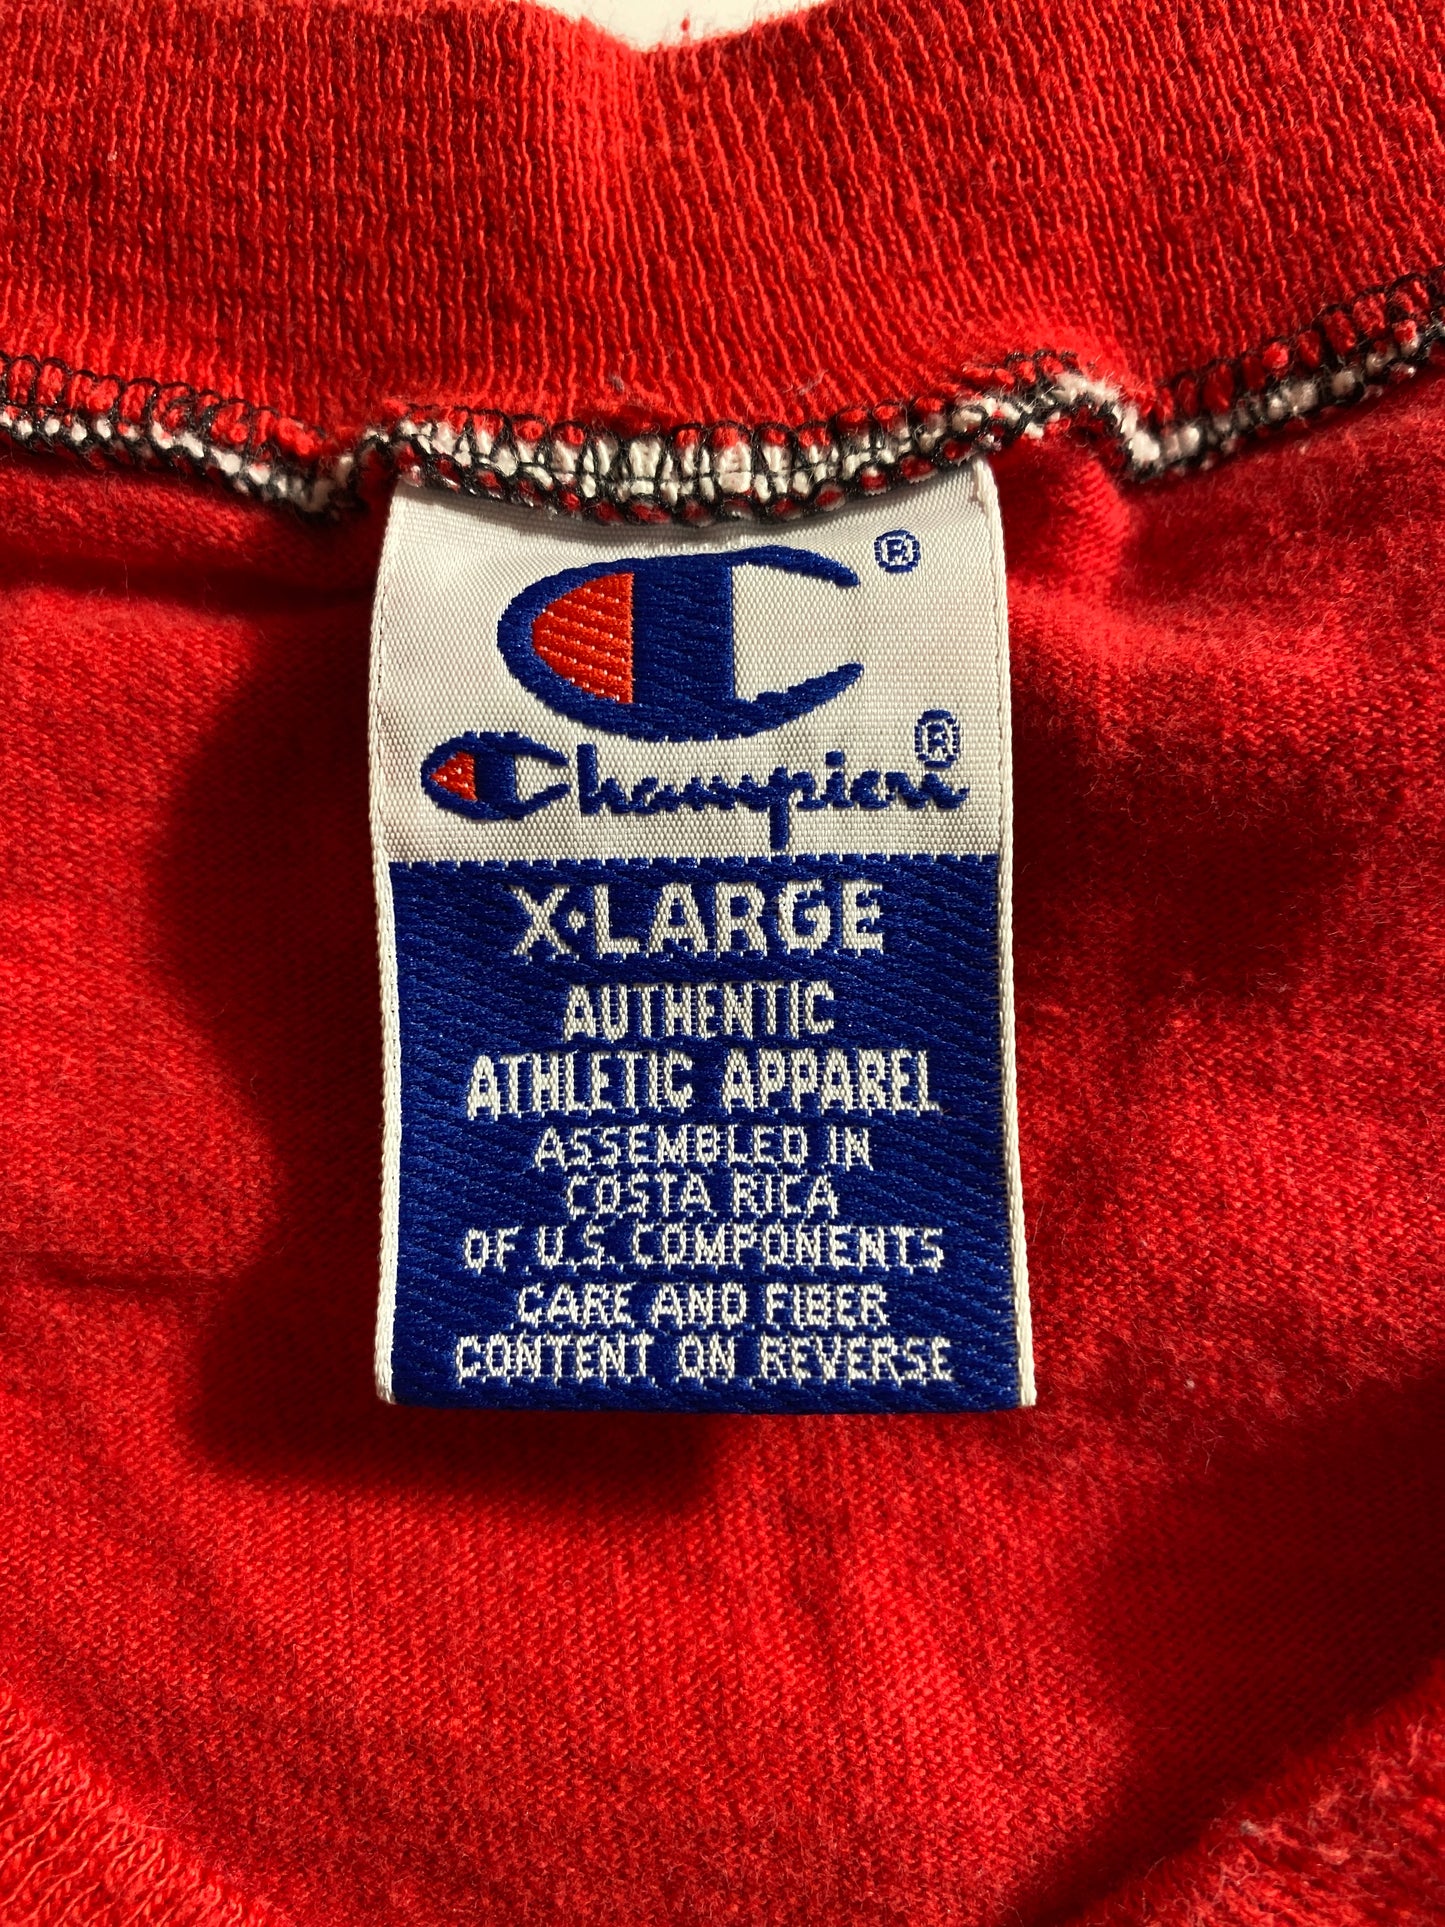 ®
Champion®
X-LARGE
AUTHENTIC
ATHLETIC APPAREL
ASSEMBLED IN
COSTA RICA
OF U.S. COMPONENTS
CARE AND FIBER
CONTENT ON REVERSE